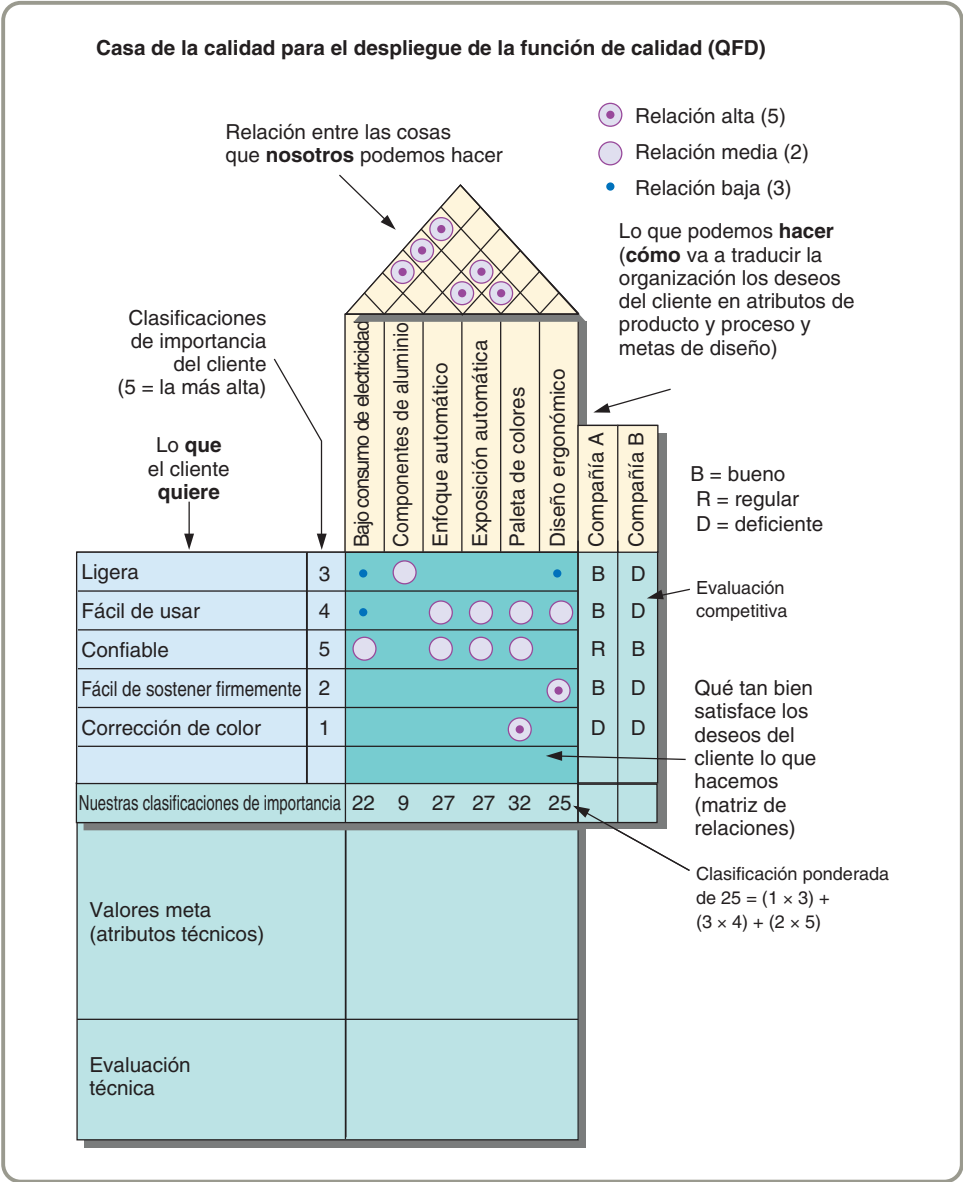 Casa de la calidad para el despliegue de la función de calidad (QFD)
Relación entre las cosas
que nosotros podemos hacer
Relación alta (5)
Relación media (2)
Relación baja (3)
Lo que podemos hacer
(cómo va a traducir la
organización los deseos
del cliente en atributos de
producto y proceso y
metas de diseño)
Clasificaciones
de importancia
del cliente
(5 = la más alta)
Lo que
el cliente
quiere
Bajo consumo de electricidad
Componentes de aluminio
Enfoque automático
Exposición automática
Paleta de colores
Diseño ergonómico
Compañía A
Compañía B
B = bueno
R = regular
D = deficiente
Ligera 3 B D
Fácil de usar 4 B D
Confiable 5 R B
Fácil de sostener firmemente 2 B D
Corrección de color 1 D D
Evaluación
competitiva
Qué tan bien
satisface los
deseos del
cliente lo que
hacemos
(matriz de
relaciones)
Nuestras clasificaciones de importancia 22 9 27 27 32 25
Clasificación ponderada
de 25 = (1 × 3) +
(3 × 4) + (2 × 5)
Valores meta
(atributos técnicos)
Evaluación
técnica